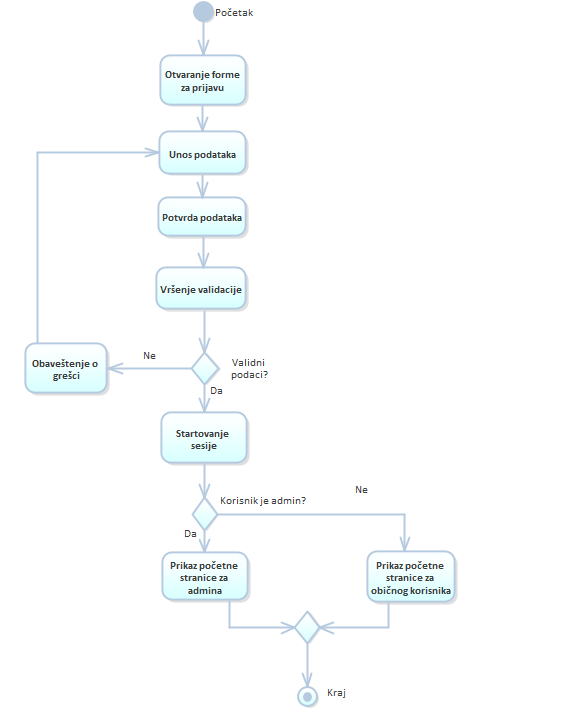 Početak
Otvaranje forme
za prijavu
Unos podataka
Potvrda podataka
Vršenje validacije
Ne
Validni
podaci?
Obaveštenje o
grešci
Da
Startovanje
sesije
Ne
Korisnik je admin?
Da
Prikaz početne
stranice za
admina
Prikaz početne
stranice za
običnog korisnika
Kraj